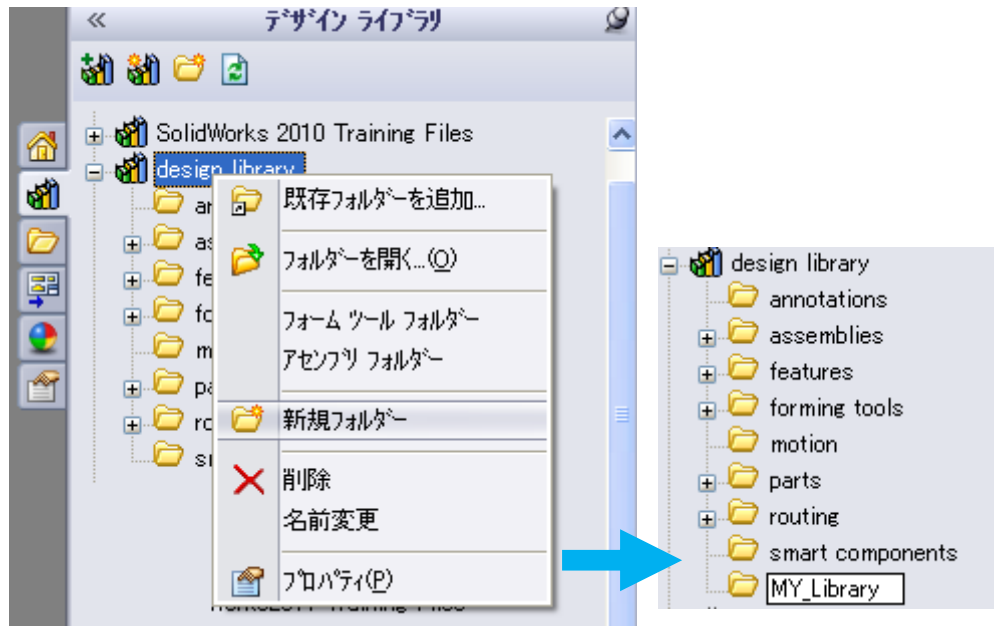 デザイン ライブラリ
SolidWorks 2010 Training Files
design library
既存フォルダーを追加...
フォルダーを開く...(O)
フォーム ツール フォルダー
アセンブリ フォルダー
新規フォルダー
削除
名前変更
プロパティ(P)
design library
annotations
assemblies
features
forming tools
motion
parts
routing
smart components
MY_Library